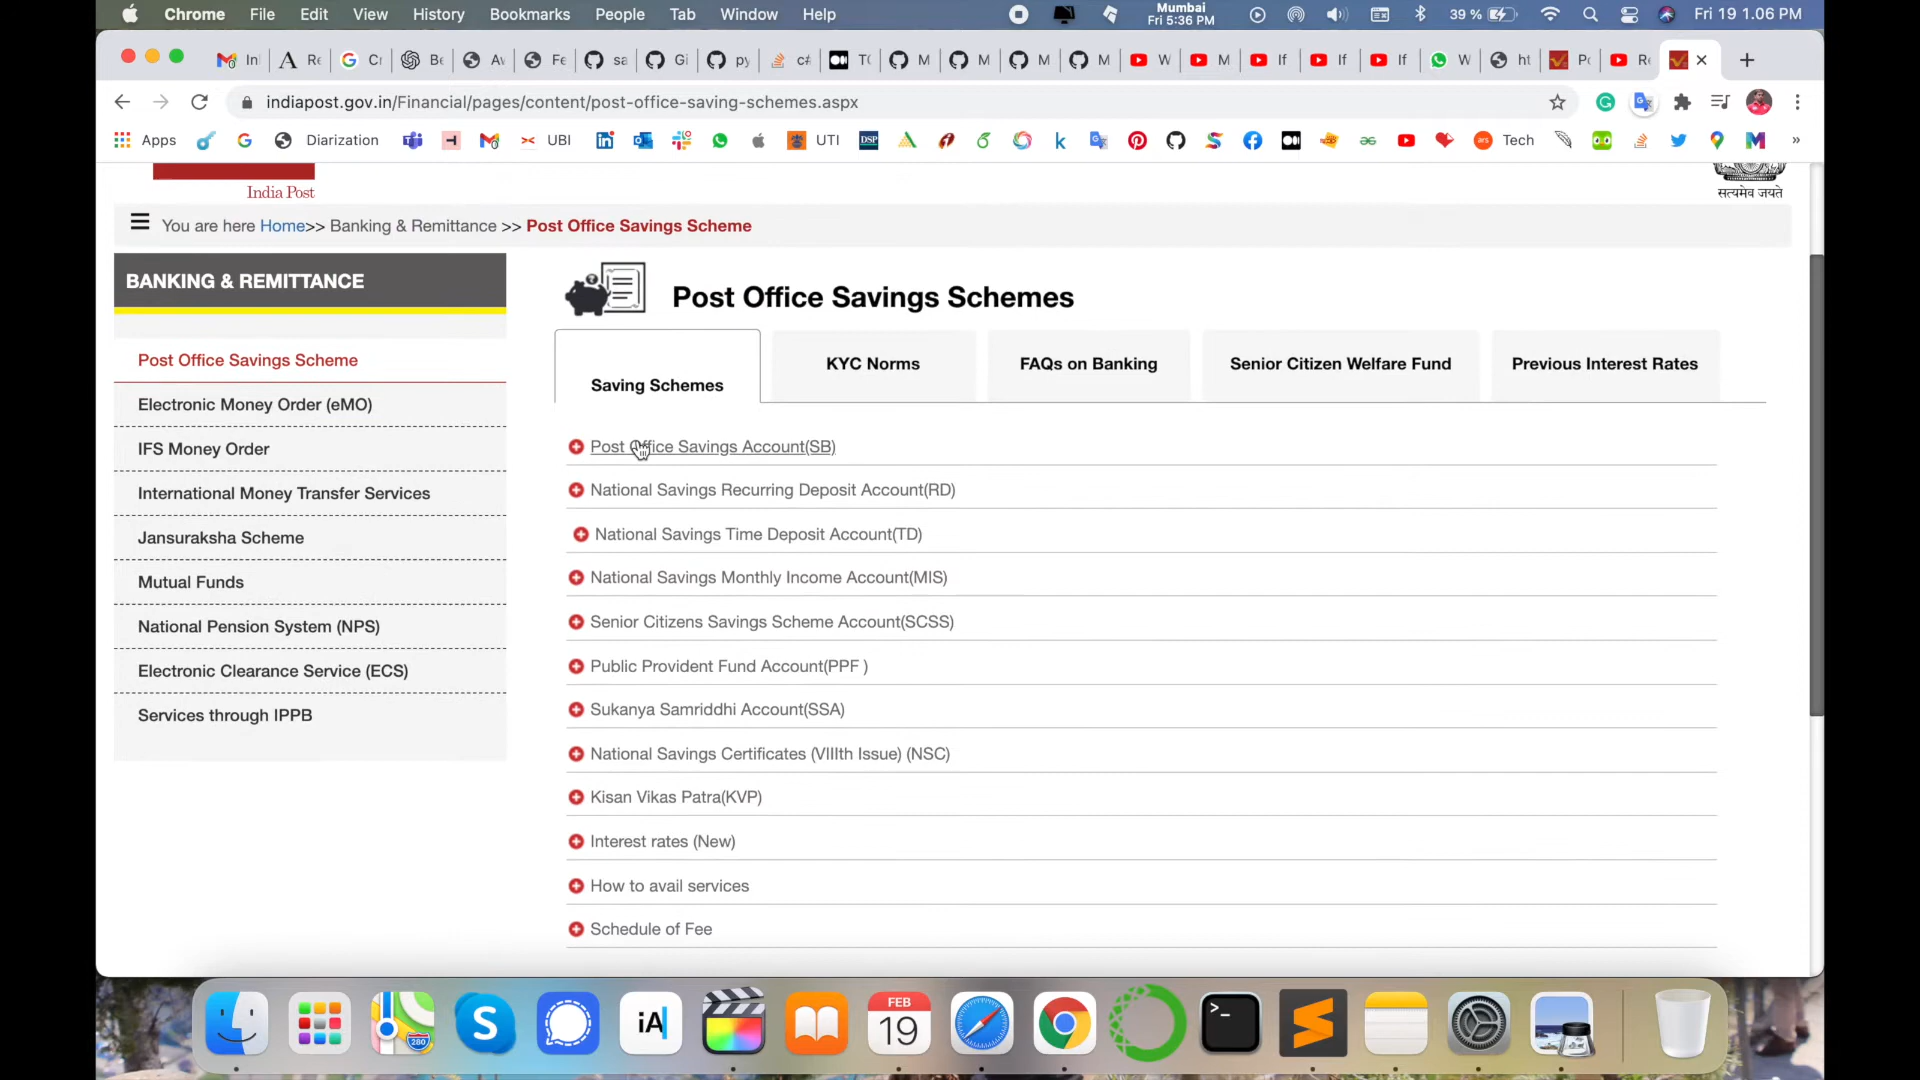 Chrome File Edit View History Bookmarks People Tab Window Help Mumbai Fri 5:36 PM 39 % Fri 19 1.06 PM
indiapost.gov.in/Financial/pages/content/post-office-saving-schemes.aspx
Apps Diarization UBI UTI DSP Tech »
India Post
सत्यमेव जयते
You are here Home>> Banking & Remittance >> Post Office Savings Scheme
BANKING & REMITTANCE
Post Office Savings Scheme
Electronic Money Order (eMO)
IFS Money Order
International Money Transfer Services
Jansuraksha Scheme
Mutual Funds
National Pension System (NPS)
Electronic Clearance Service (ECS)
Services through IPPB
Post Office Savings Schemes
Saving Schemes
KYC Norms
FAQs on Banking
Senior Citizen Welfare Fund
Previous Interest Rates
Post Office Savings Account(SB)
National Savings Recurring Deposit Account(RD)
National Savings Time Deposit Account(TD)
National Savings Monthly Income Account(MIS)
Senior Citizens Savings Scheme Account(SCSS)
Public Provident Fund Account(PPF )
Sukanya Samriddhi Account(SSA)
National Savings Certificates (VIIIth Issue) (NSC)
Kisan Vikas Patra(KVP)
Interest rates (New)
How to avail services
Schedule of Fee
280
iA
FEB
19